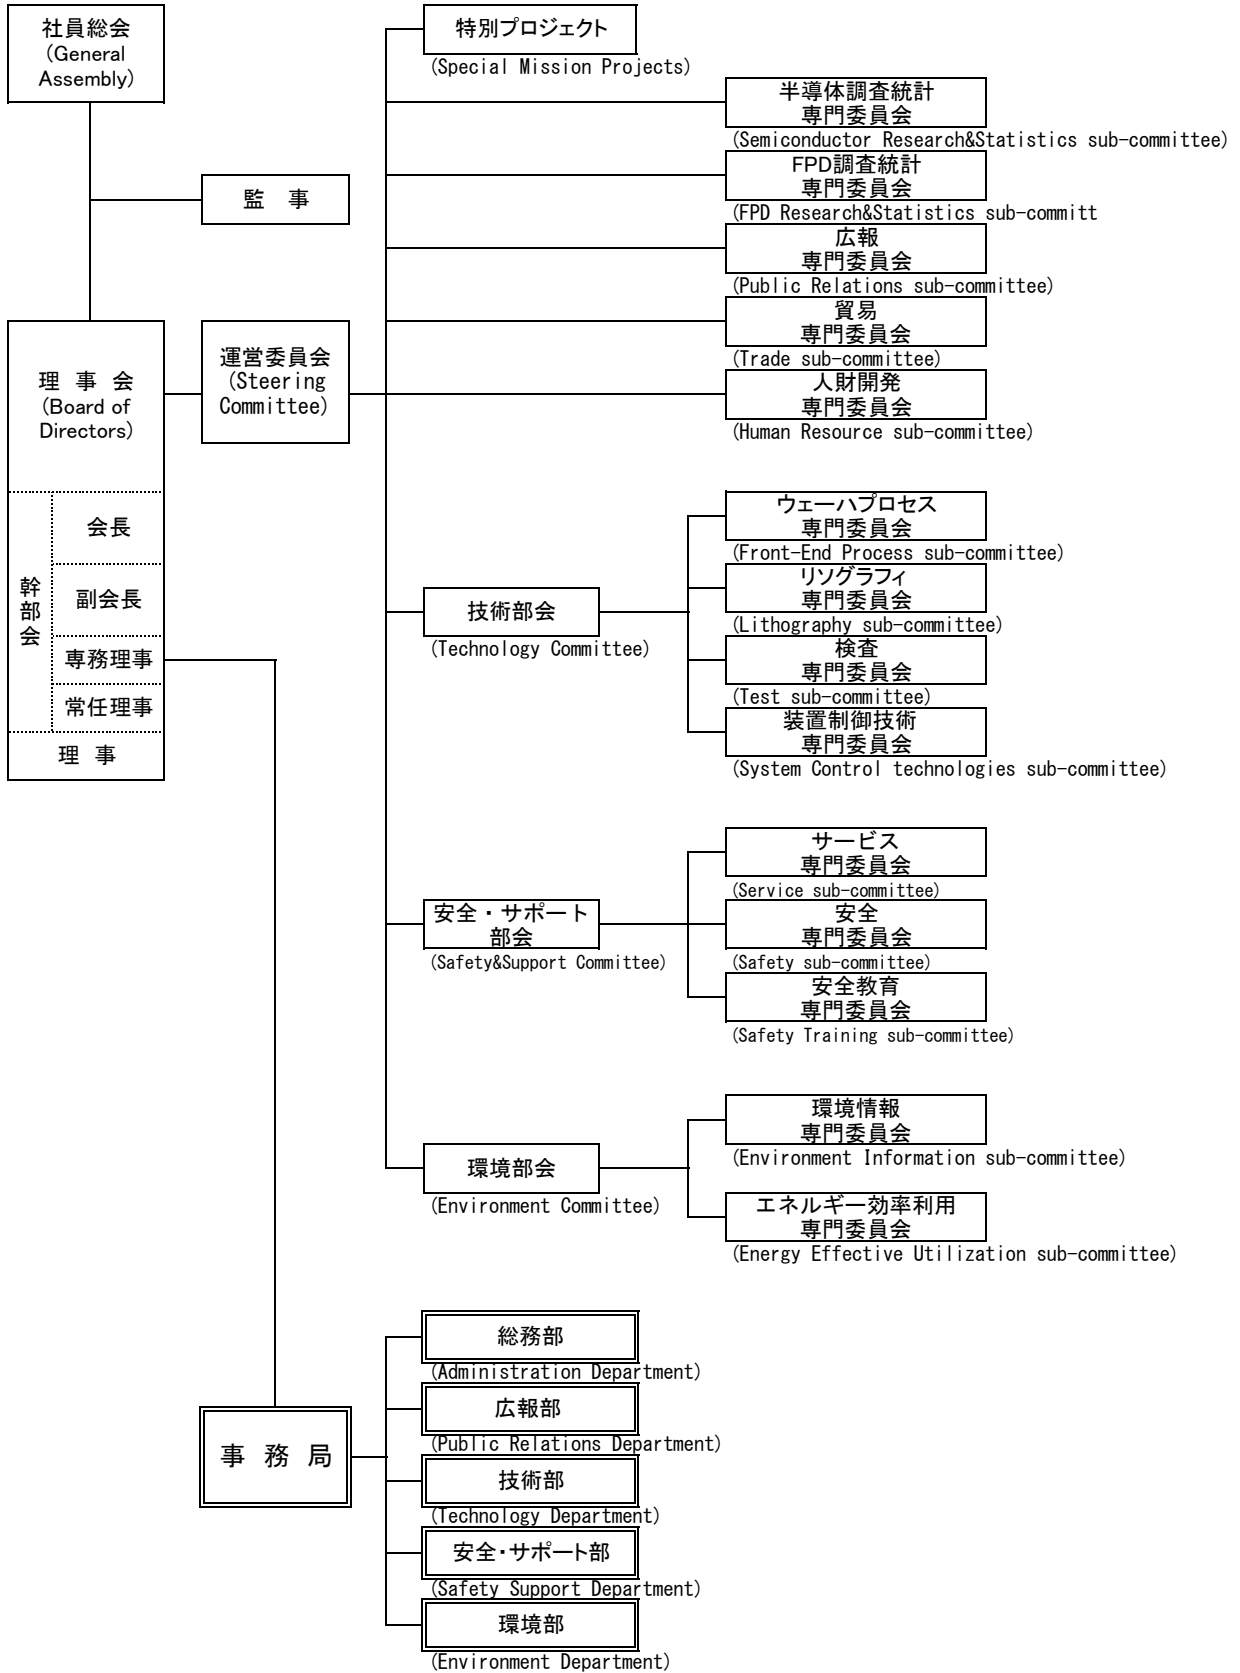 社員総会
(General
Assembly)
監　事
理 事 会
(Board of
Directors)
幹部会
会長
副会長
専務理事
常任理事
理 事
運営委員会
(Steering
Committee)
特別プロジェクト
(Special Mission Projects)
半導体調査統計
専門委員会
(Semiconductor Research&Statistics sub-committee)
FPD調査統計
専門委員会
(FPD Research&Statistics sub-committ
広報
専門委員会
(Public Relations sub-committee)
貿易
専門委員会
(Trade sub-committee)
人財開発
専門委員会
(Human Resource sub-committee)
技術部会
(Technology Committee)
ウェーハプロセス
専門委員会
(Front-End Process sub-committee)
リソグラフィ
専門委員会
(Lithography sub-committee)
検査
専門委員会
(Test sub-committee)
装置制御技術
専門委員会
(System Control technologies sub-committee)
安全・サポート
部会
(Safety&Support Committee)
サービス
専門委員会
(Service sub-committee)
安全
専門委員会
(Safety sub-committee)
安全教育
専門委員会
(Safety Training sub-committee)
環境部会
(Environment Committee)
環境情報
専門委員会
(Environment Information sub-committee)
エネルギー効率利用
専門委員会
(Energy Effective Utilization sub-committee)
事 務 局
総務部
(Administration Department)
広報部
(Public Relations Department)
技術部
(Technology Department)
安全・サポート部
(Safety Support Department)
環境部
(Environment Department)